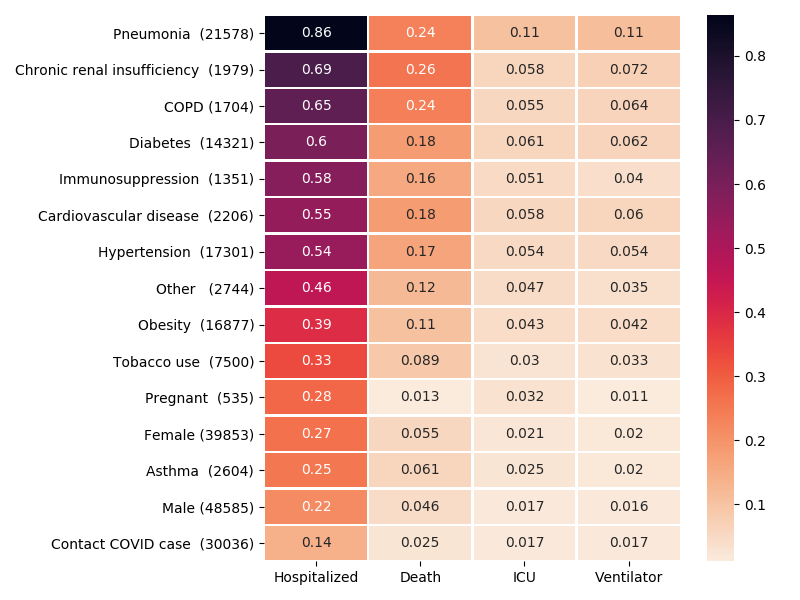 Pneumonia (21578) 0.86 0.24 0.11 0.11
Chronic renal insufficiency (1979) 0.69 0.26 0.058 0.072
COPD (1704) 0.65 0.24 0.055 0.064
Diabetes (14321) 0.6 0.18 0.061 0.062
Immunosuppression (1351) 0.58 0.16 0.051 0.04
Cardiovascular disease (2206) 0.55 0.18 0.058 0.06
Hypertension (17301) 0.54 0.17 0.054 0.054
Other (2744) 0.46 0.12 0.047 0.035
Obesity (16877) 0.39 0.11 0.043 0.042
Tobacco use (7500) 0.33 0.089 0.03 0.033
Pregnant (535) 0.28 0.013 0.032 0.011
Female (39853) 0.27 0.055 0.021 0.02
Asthma (2604) 0.25 0.061 0.025 0.02
Male (48585) 0.22 0.046 0.017 0.016
Contact COVID case (30036) 0.14 0.025 0.017 0.017
Hospitalized Death ICU Ventilator
0.8
0.7
0.6
0.5
0.4
0.3
0.2
0.1